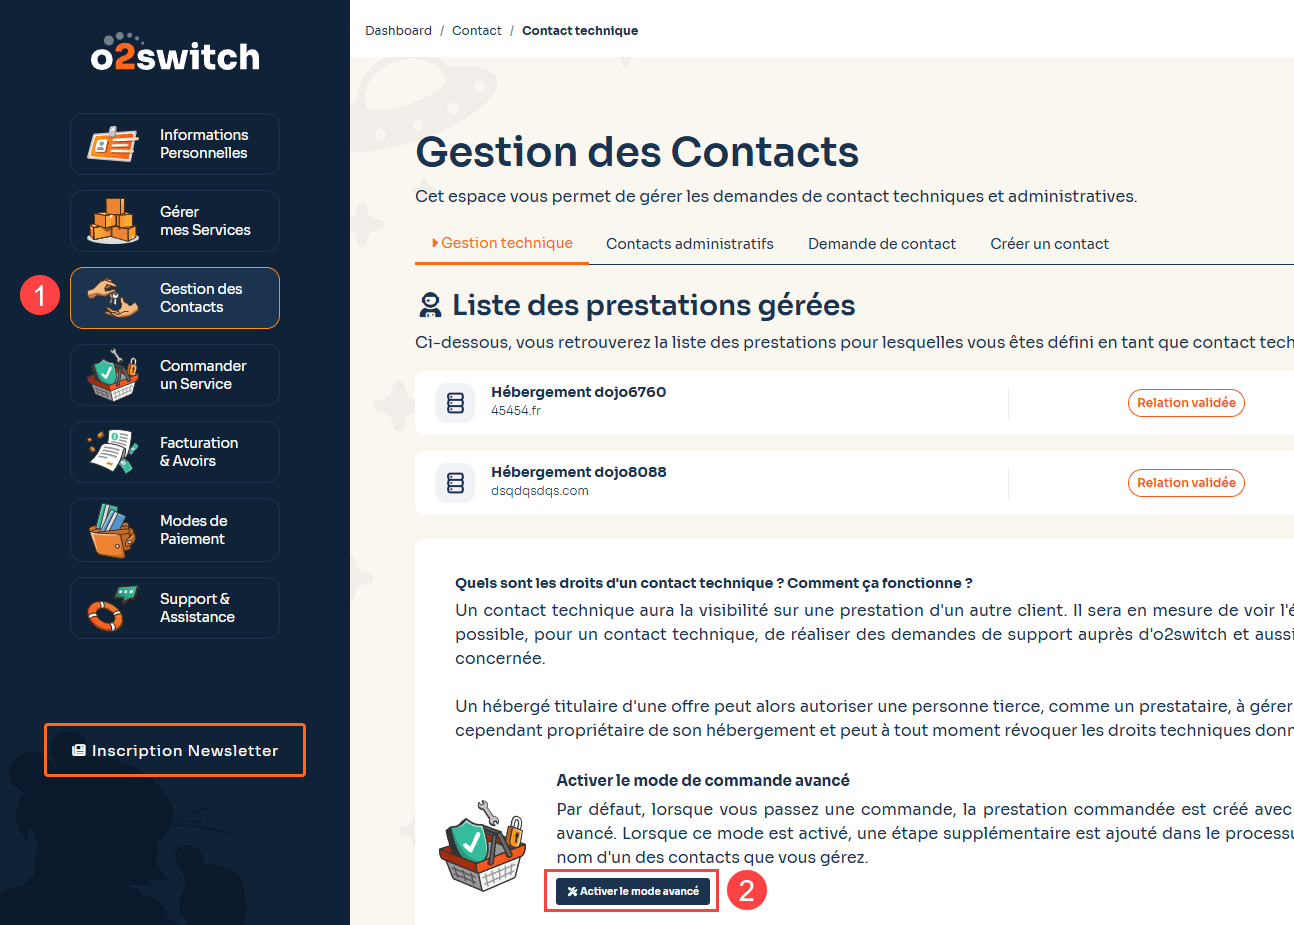 o2switch
Informations
Personnelles
Gérer
mes Services
1
Gestion des
Contacts
Commander
un Service
Facturation
& Avoirs
Modes de
Paiement
Support &
Assistance
Inscription Newsletter
Dashboard / Contact / Contact technique
Gestion des Contacts
Cet espace vous permet de gérer les demandes de contact techniques et administratives.
Gestion technique Contacts administratifs Demande de contact Créer un contact
Liste des prestations gérées
Ci-dessous, vous retrouverez la liste des prestations pour lesquelles vous êtes défini en tant que contact tech
Hébergement dojo6760
45454.fr
Relation validée
Hébergement dojo8088
dsqdqsdqs.com
Relation validée
Quels sont les droits d'un contact technique ? Comment ça fonctionne ?
Un contact technique aura la visibilité sur une prestation d'un autre client. Il sera en mesure de voir l'é
possible, pour un contact technique, de réaliser des demandes de support auprès d'o2switch et aussi
concernée.
Un hébergé titulaire d'une offre peut alors autoriser une personne tierce, comme un prestataire, à gérer
cependant propriétaire de son hébergement et peut à tout moment révoquer les droits techniques donn
Activer le mode de commande avancé
Par défaut, lorsque vous passez une commande, la prestation commandée est créé avec
avancé. Lorsque ce mode est activé, une étape supplémentaire est ajouté dans le processu
nom d'un des contacts que vous gérez.
Activer le mode avancé
2